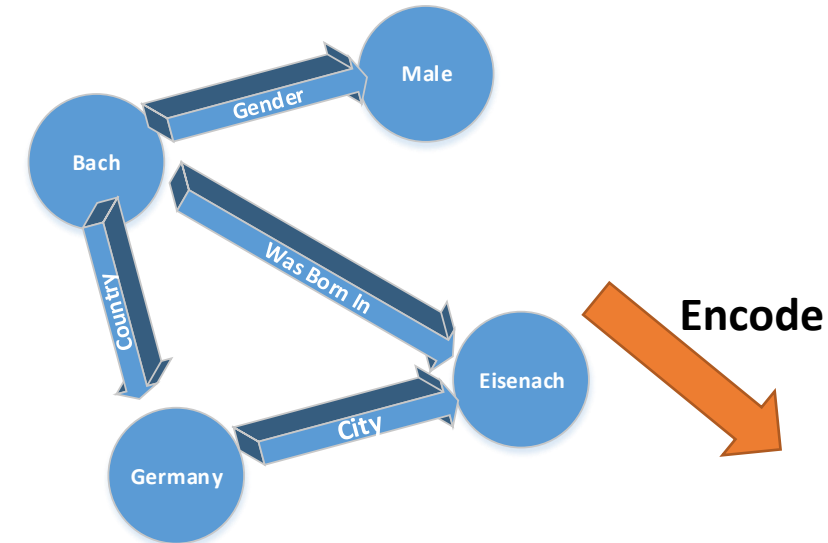 Male
Gender
Bach
Was Born In
Country
Encode
Eisenach
City
Germany